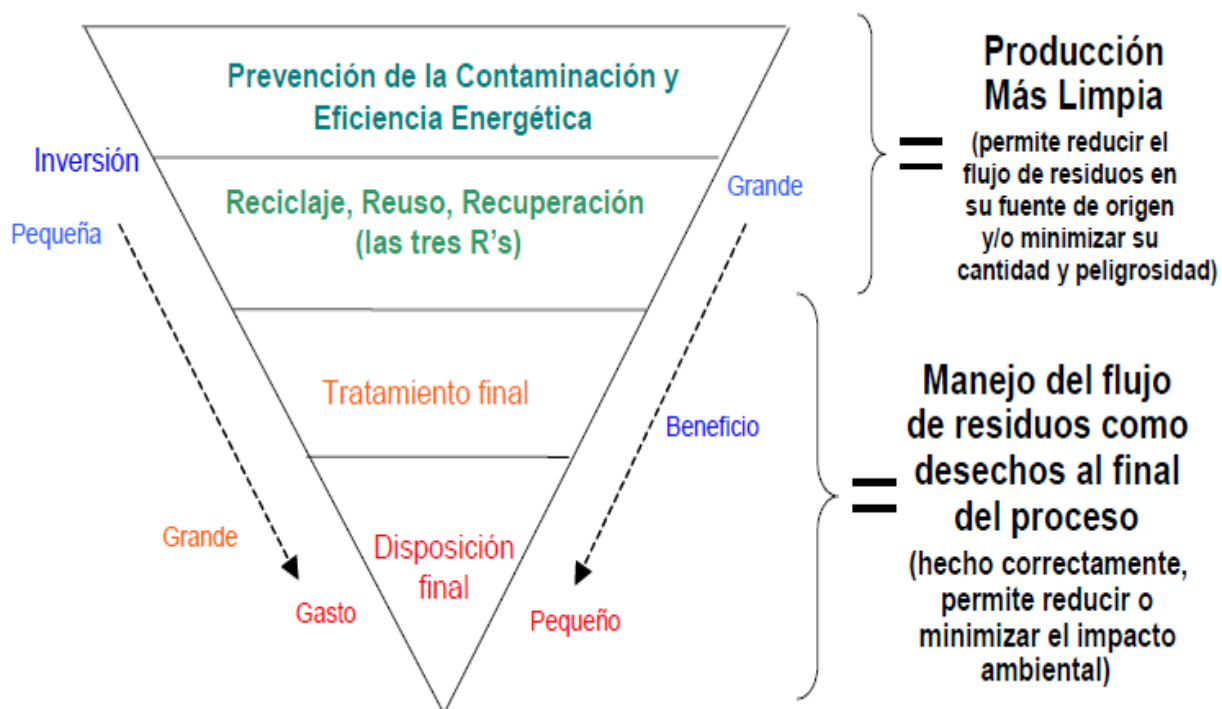 Prevención de la Contaminación y
Eficiencia Energética
Inversión
Pequeña
Reciclaje, Reuso, Recuperación
(las tres R’s)
Grande
Tratamiento final
Beneficio
Grande
Disposición
final
Gasto
Pequeño
Producción
Más Limpia
(permite reducir el
flujo de residuos en
su fuente de origen
y/o minimizar su
cantidad y peligrosidad)
Manejo del flujo
de residuos como
desechos al final
del proceso
(hecho correctamente,
permite reducir o
minimizar el impacto
ambiental)